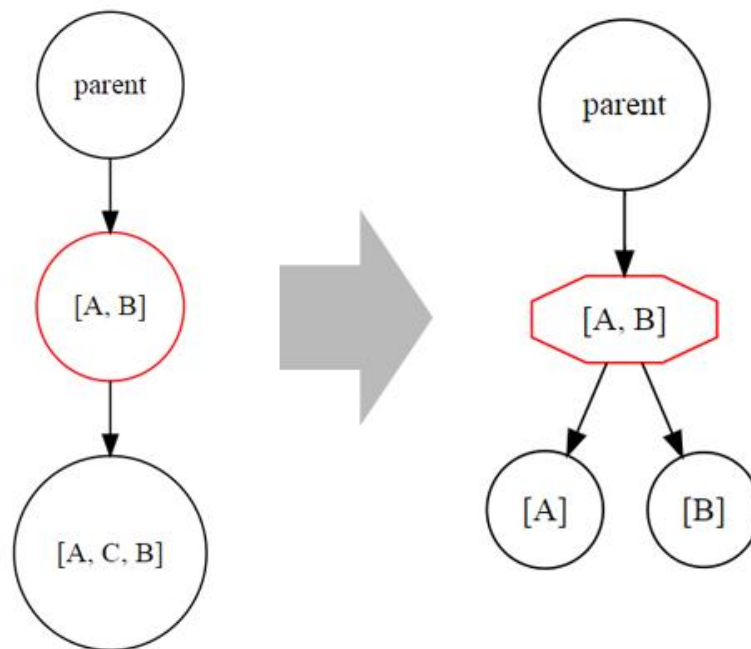 parent
[A, B]
[A, C, B]
parent
[A, B]
[A]
[B]